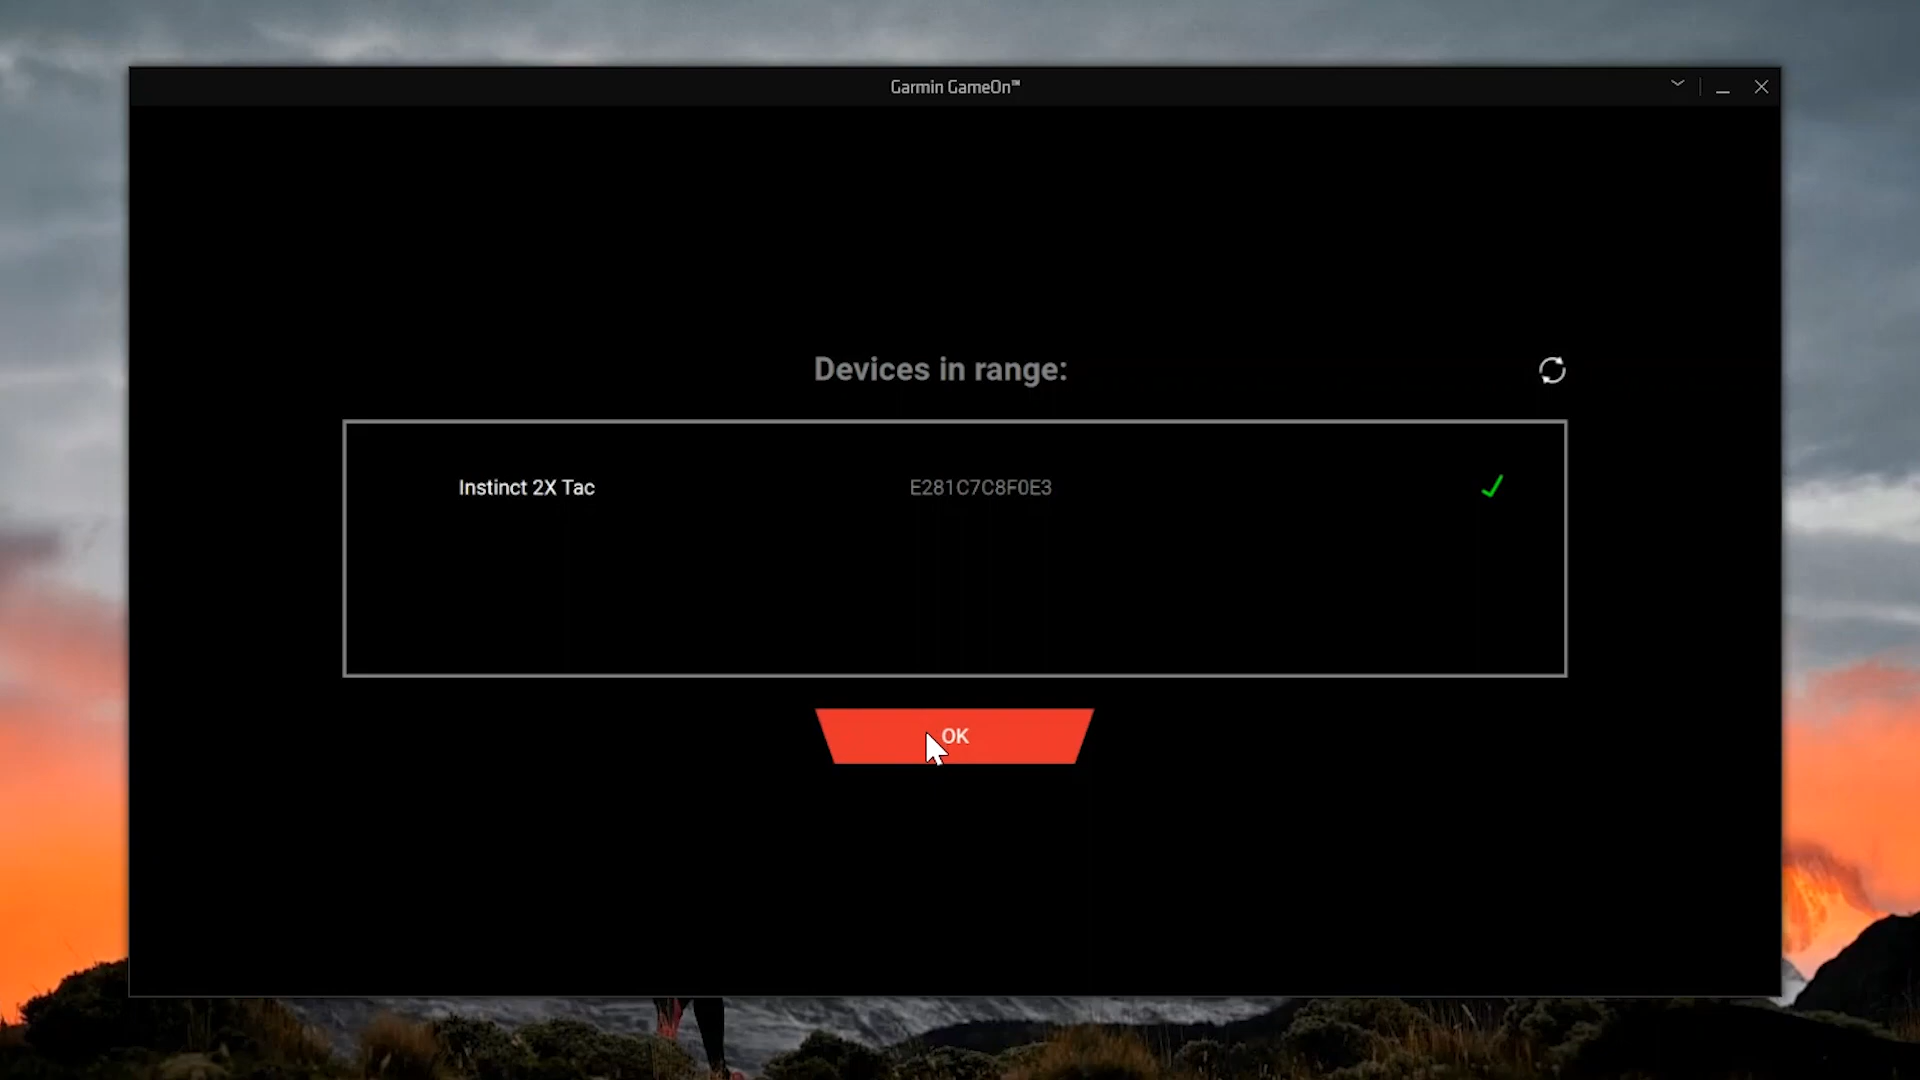 Garmin GameOn™
Devices in range:
Instinct 2X Tac E281C7C8F0E3
OK